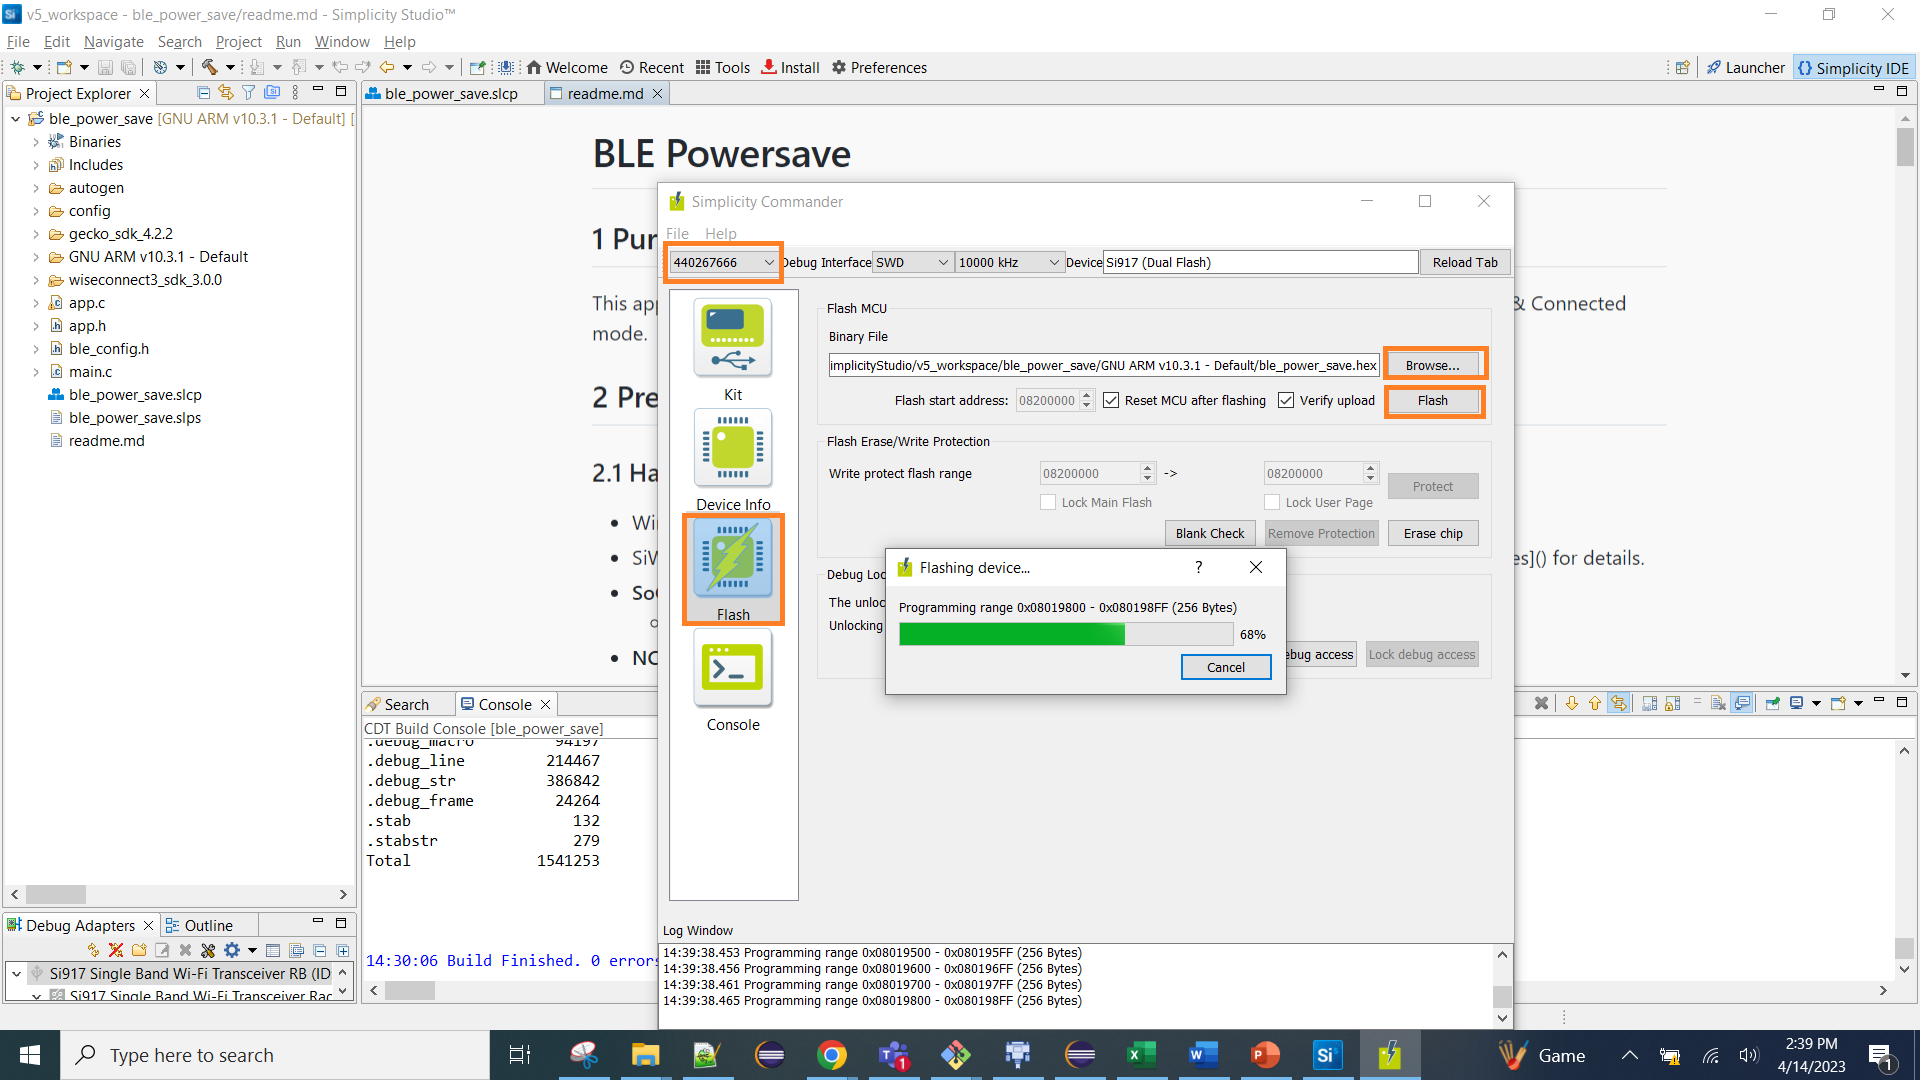 v5_workspace - ble_power_save/readme.md - Simplicity Studio™
File Edit Navigate Search Project Run Window Help
Welcome Recent Tools Install Preferences
Launcher {} Simplicity IDE
Project Explorer
ble_power_save.slcp
readme.md
ble_power_save [GNU ARM v10.3.1 - Default] [
Binaries
Includes
autogen
config
gecko_sdk_4.2.2
GNU ARM v10.3.1 - Default
wiseconnect3_sdk_3.0.0
app.c
app.h
ble_config.h
main.c
ble_power_save.slcp
ble_power_save.slps
readme.md
BLE Powersave
1 Pur
This app
& Connected
mode.
2 Pre
2.1 Ha
Wi
SiW
es]() for details.
So
NC
Simplicity Commander
File Help
440267666 Debug Interface SWD 10000 kHz Device Si917 (Dual Flash) Reload Tab
Kit
Device Info
Flash
Console
Flash MCU
Binary File
implicityStudio/v5_workspace/ble_power_save/GNU ARM v10.3.1 - Default/ble_power_save.hex Browse...
Flash start address: 08200000 Reset MCU after flashing Verify upload Flash
Flash Erase/Write Protection
Write protect flash range 08200000 -> 08200000 Protect
Lock Main Flash Lock User Page
Blank Check Remove Protection Erase chip
Debug Loc
The unloc
Unlocking
ebug access Lock debug access
Flashing device... ?
Programming range 0x08019800 - 0x080198FF (256 Bytes)
68%
Cancel
Log Window
14:39:38.453 Programming range 0x08019500 - 0x080195FF (256 Bytes)
14:39:38.456 Programming range 0x08019600 - 0x080196FF (256 Bytes)
14:39:38.461 Programming range 0x08019700 - 0x080197FF (256 Bytes)
14:39:38.465 Programming range 0x08019800 - 0x080198FF (256 Bytes)
Search Console
CDT Build Console [ble_power_save]
.debug_macro 94197
.debug_line 214467
.debug_str 386842
.debug_frame 24264
.stab 132
.stabstr 279
Total 1541253
14:30:06 Build Finished. 0 errors
Debug Adapters Outline
Si917 Single Band Wi-Fi Transceiver RB (ID
Si917 Single Band Wi-Fi Transceiver Rac
Type here to search
Game
2:39 PM
4/14/2023
1